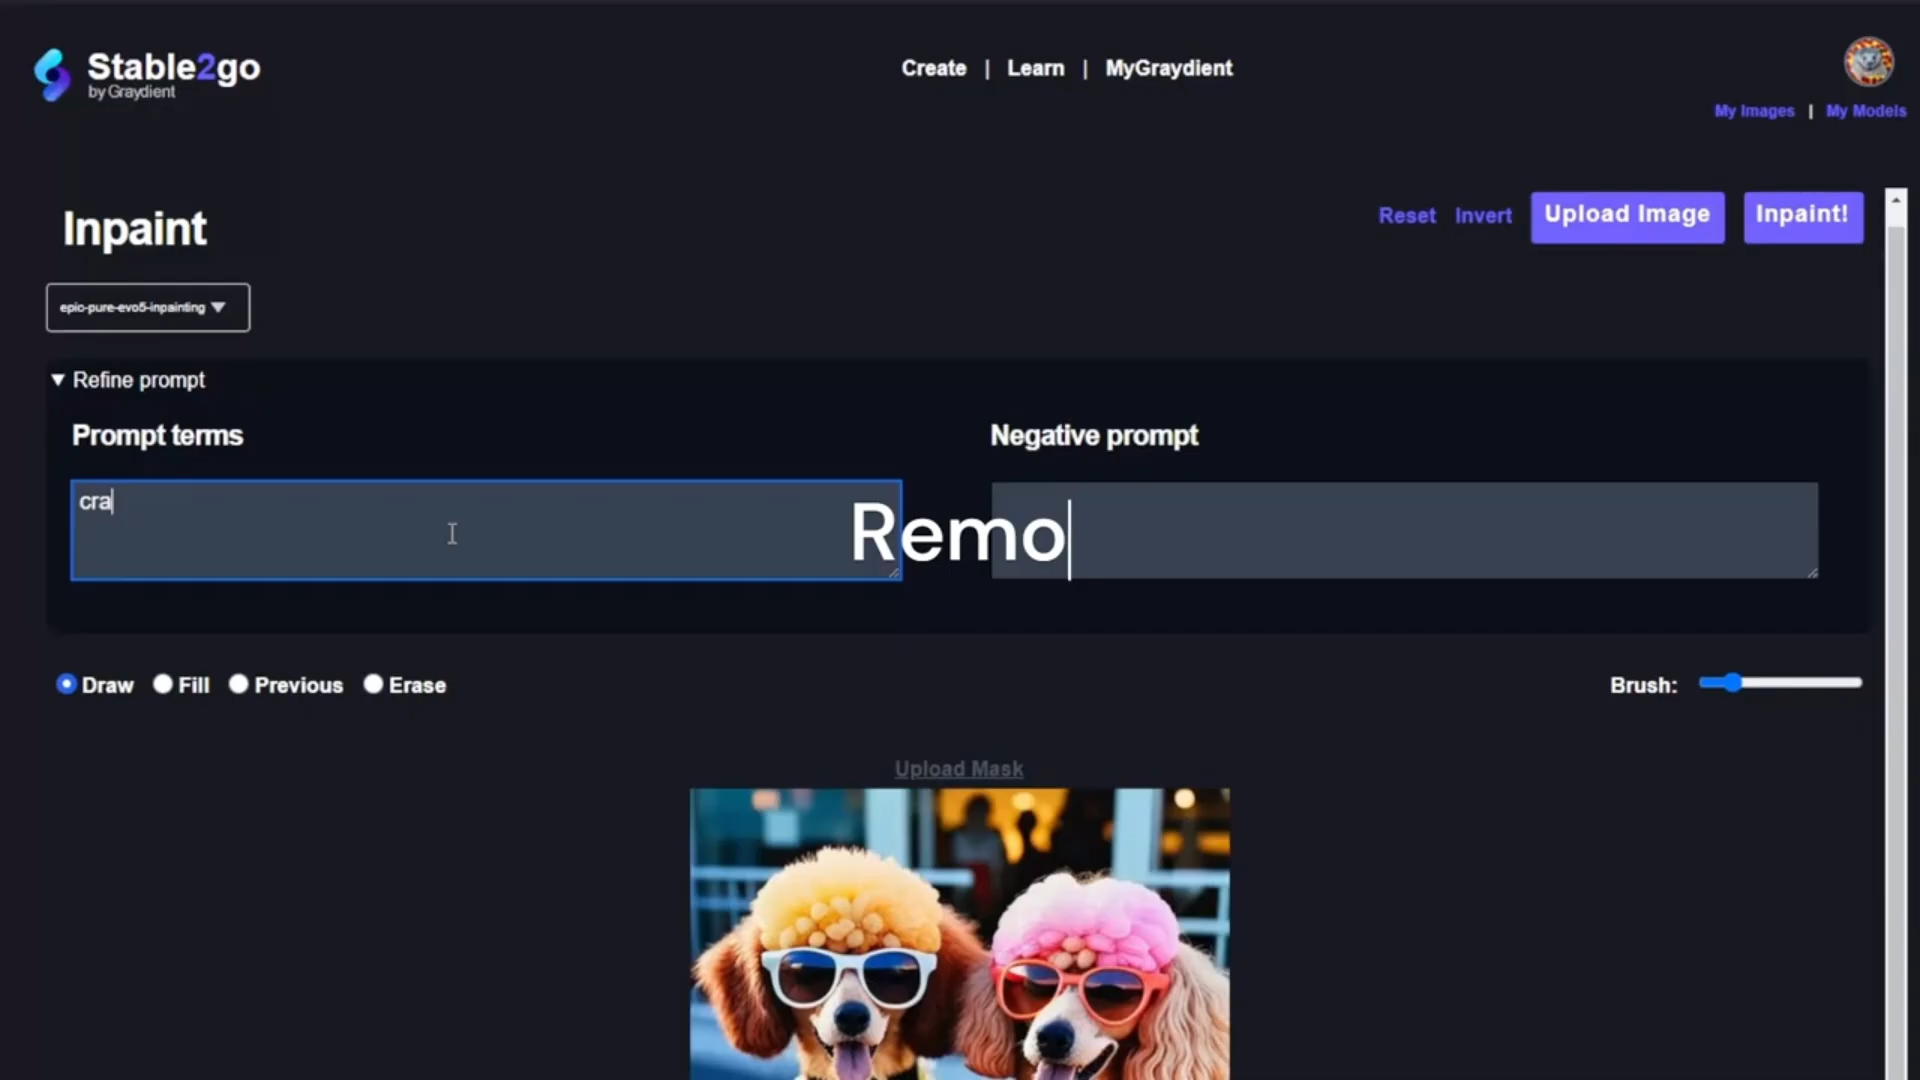 Stable2go
by Graydient
Create | Learn | MyGraydient
My Images | My Models
Inpaint
Reset Invert Upload Image Inpaint!
epic-pure-evo5-inpainting
Refine prompt
Prompt terms
Negative prompt
cra
Remo
Draw Fill Previous Erase
Brush:
Upload Mask